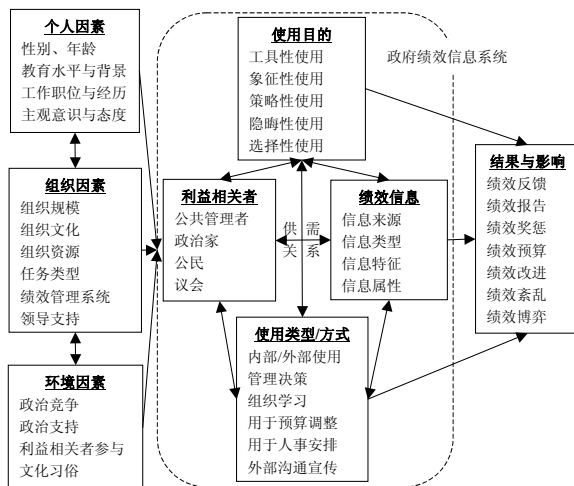 个人因素
性别、年龄
教育水平与背景
工作职位与经历
主观意识与态度
组织因素
组织规模
组织文化
组织资源
任务类型
绩效管理系统
领导支持
环境因素
政治竞争
政治支持
利益相关者参与
文化习俗
使用目的
工具性使用
象征性使用
策略性使用
隐晦性使用
选择性使用
政府绩效信息系统
利益相关者
公共管理者
政治家
公民
议会
供 需
关 系
绩效信息
信息来源
信息类型
信息特征
信息属性
使用类型/方式
内部/外部使用
管理决策
组织学习
用于预算调整
用于人事安排
外部沟通宣传
结果与影响
绩效反馈
绩效报告
绩效奖惩
绩效预算
绩效改进
绩效紊乱
绩效博弈